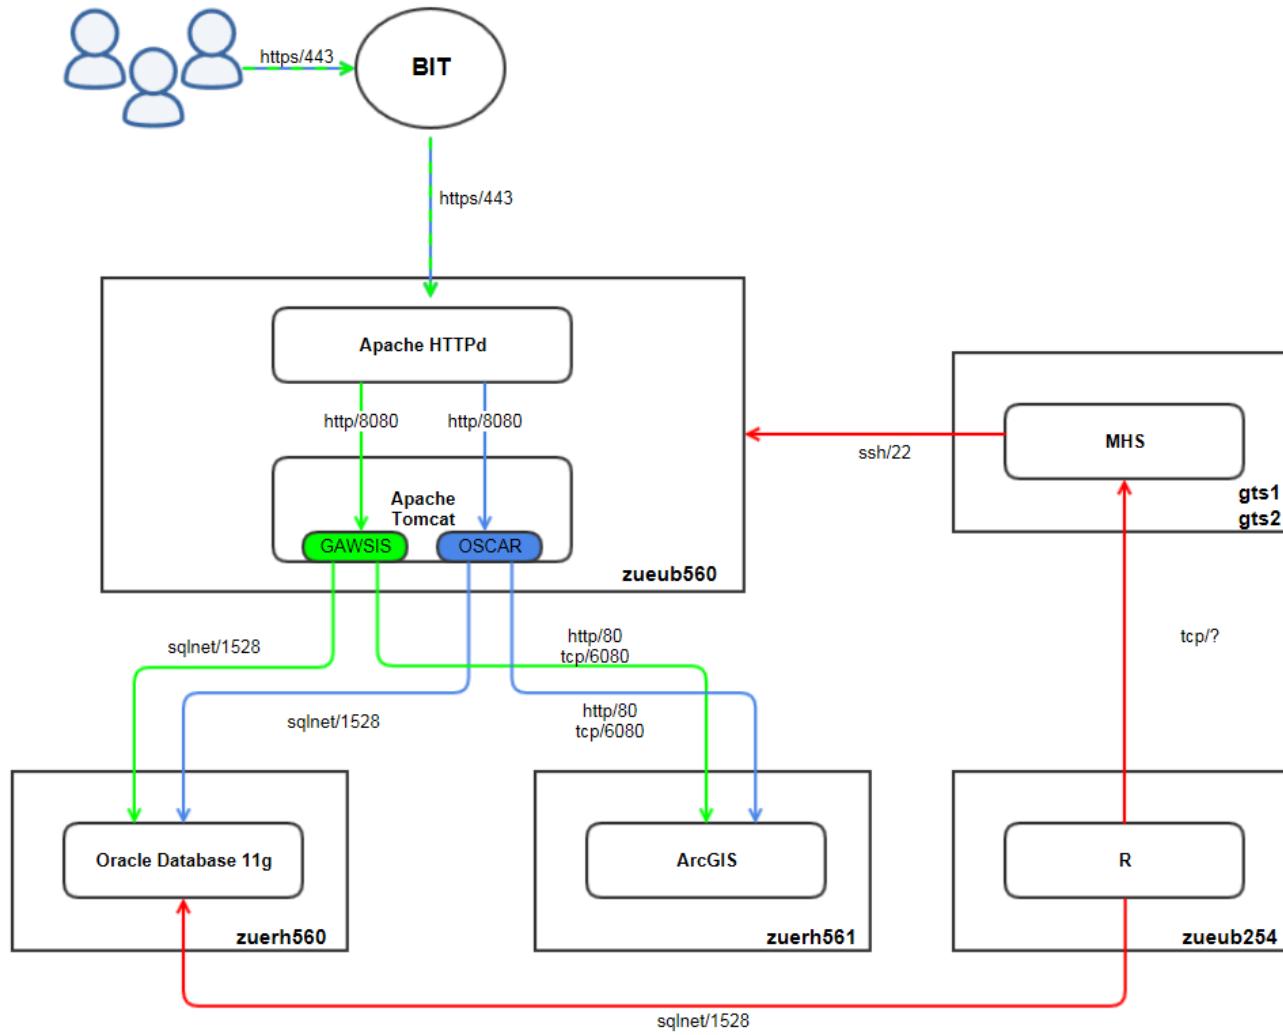 https/443
BIT
https/443
Apache HTTPd
http/8080
http/8080
Apache
Tomcat
GAWSIS
OSCAR
zueub560
ssh/22
MHS
gts1
gts2
sqlnet/1528
http/80
tcp/6080
tcp/?
sqlnet/1528
http/80
tcp/6080
Oracle Database 11g
zuerh560
ArcGIS
zuerh561
R
zueub254
sqlnet/1528